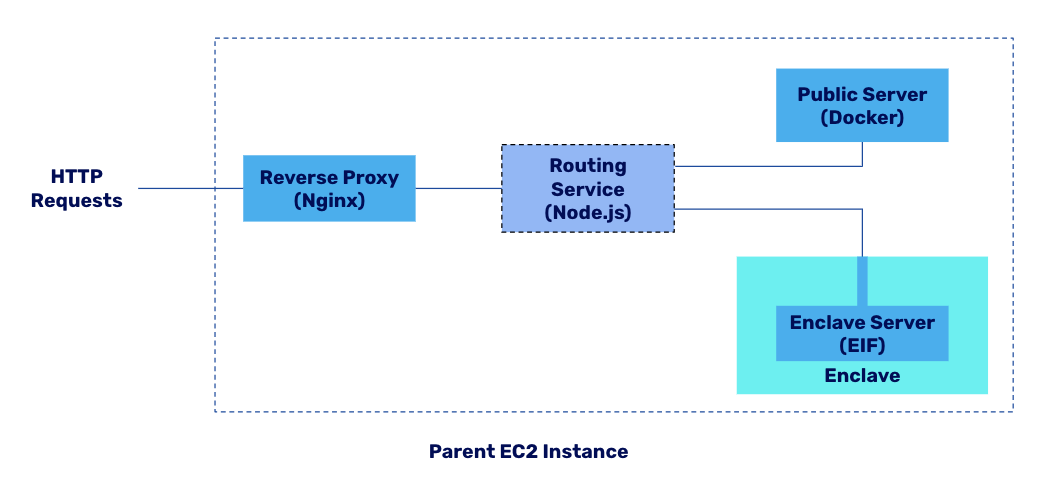 HTTP
Requests
Reverse Proxy
(Nginx)
Routing
Service
(Node.js)
Public Server
(Docker)
Enclave Server
(EIF)
Enclave
Parent EC2 Instance